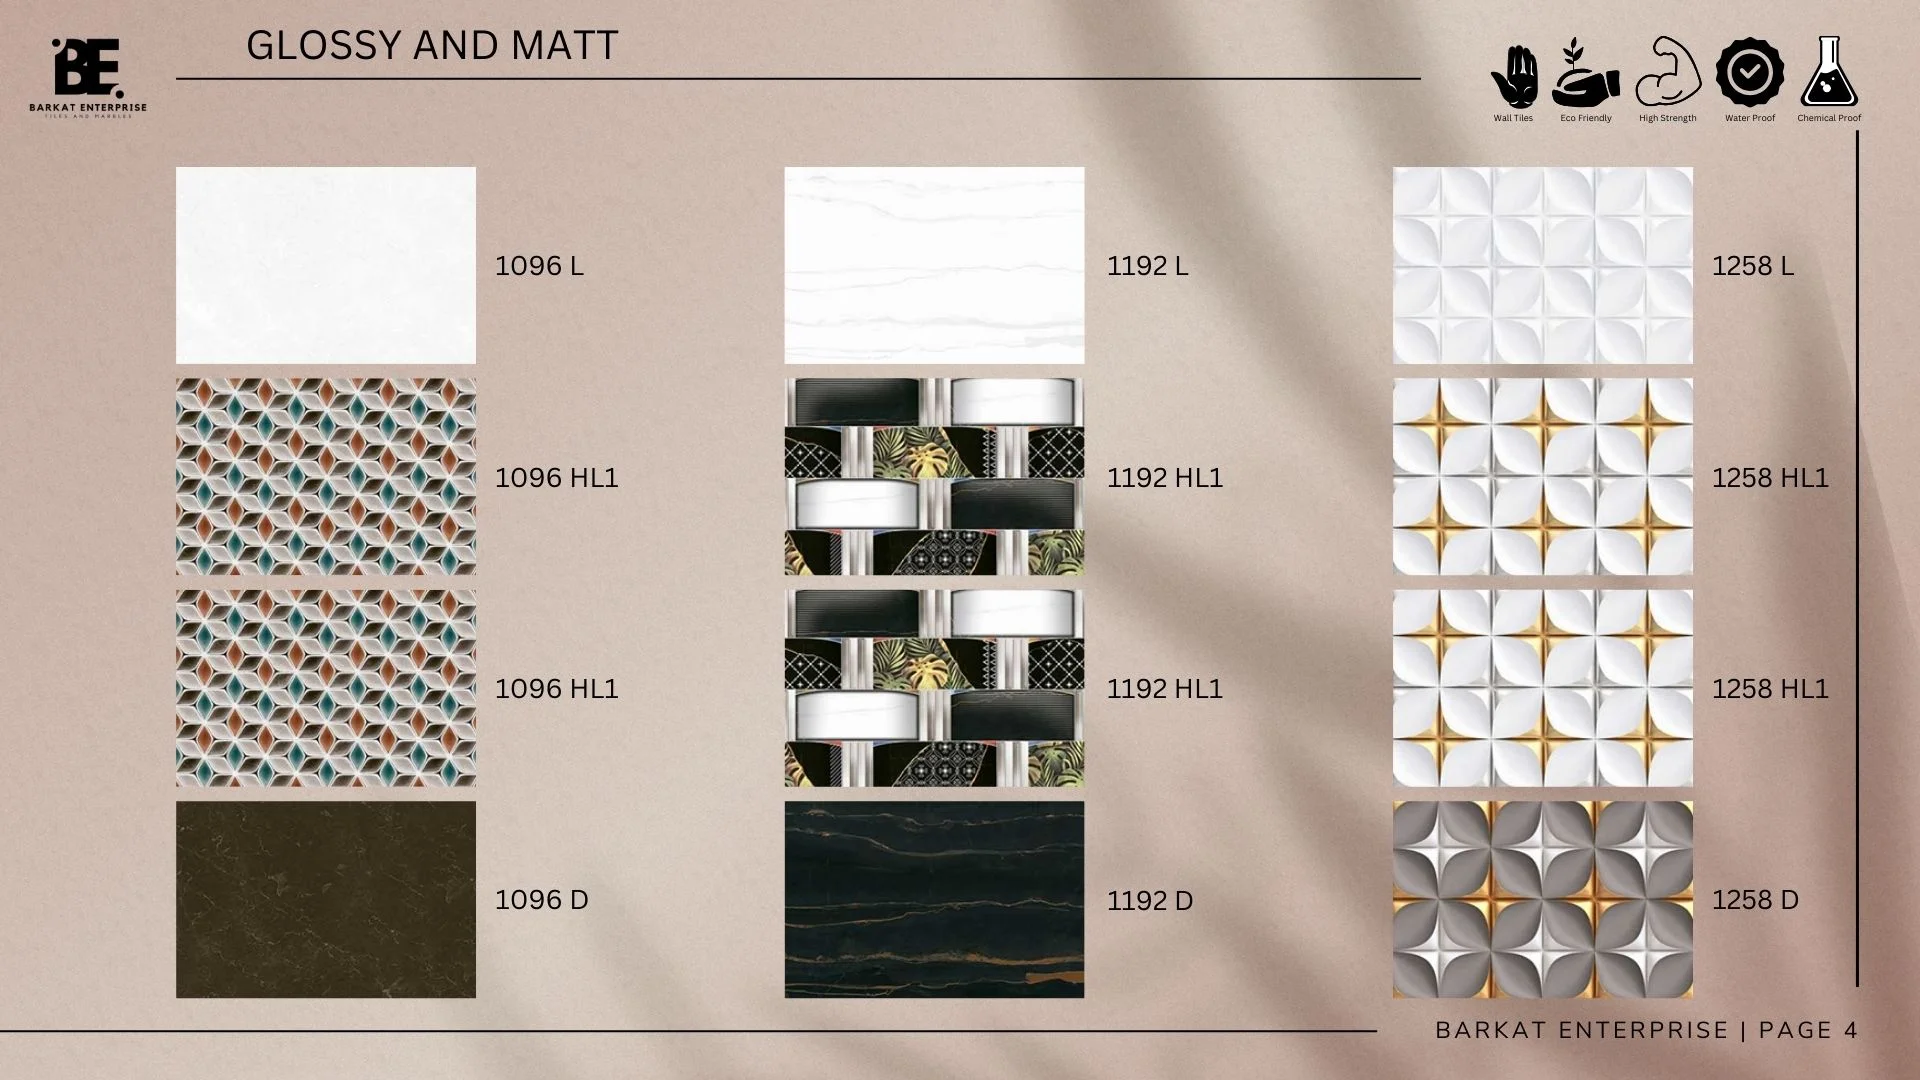 GLOSSY AND MATT
BE.
BARKAT ENTERPRISE
TILES AND MARBLES
Wall Tiles
Eco Friendly
High Strength
Water Proof
Chemical Proof
1096 L
1192 L
1258 L
1096 HL1
1192 HL1
1258 HL1
1096 HL1
1192 HL1
1258 HL1
1096 D
1192 D
1258 D
BARKAT ENTERPRISE | PAGE 4